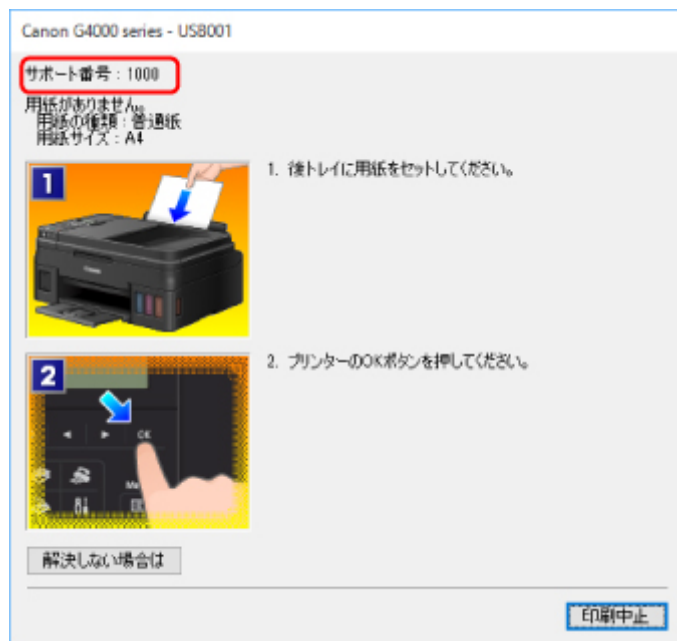 Canon G4000 series - USB001
サポート番号 : 1000
用紙がありません。
用紙の種類 : 普通紙
用紙サイズ : A4
1
1. 後トレイに用紙をセットしてください。
2
2. プリンターのOKボタンを押してください。
OK
解決しない場合は
印刷中止